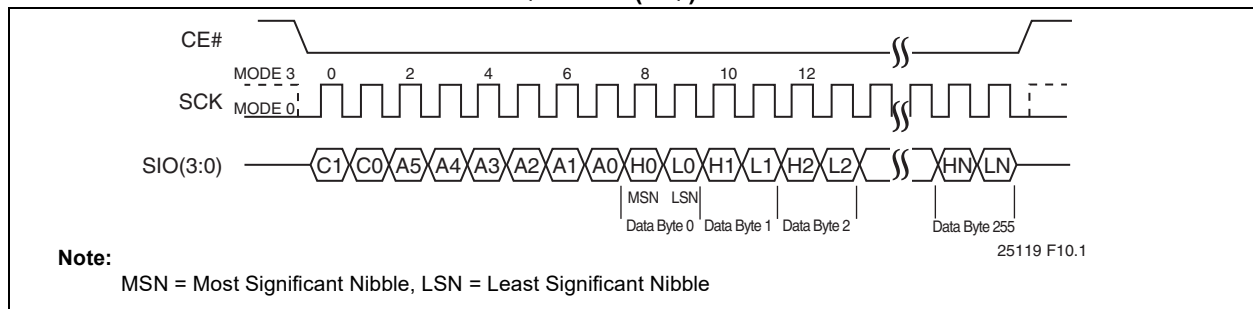 CE#
MODE 3 0 2 4 6 8 10 12
SCK
MODE 0
SIO(3:0) C1 C0 A5 A4 A3 A2 A1 A0 H0 L0 H1 L1 H2 L2 HN LN
MSN LSN
Data Byte 0 Data Byte 1 Data Byte 2 Data Byte 255
25119 F10.1
Note:
MSN = Most Significant Nibble, LSN = Least Significant Nibble